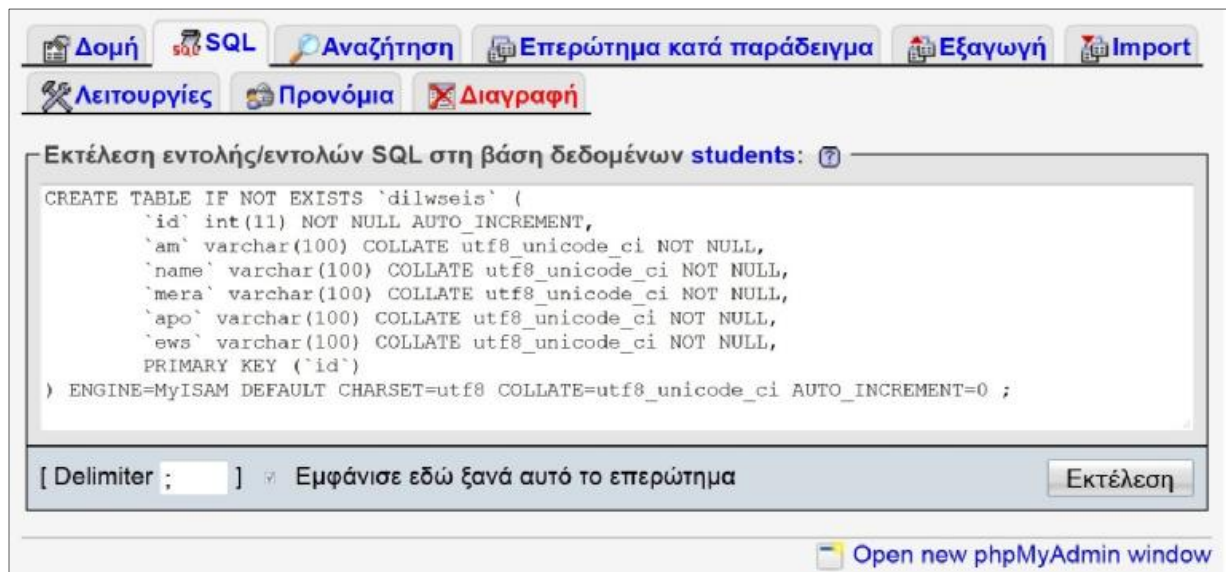 Δομή SQL Αναζήτηση Επερώτημα κατά παράδειγμα Εξαγωγή Import
Λειτουργίες Προνόμια Διαγραφή
Εκτέλεση εντολής/εντολών SQL στη βάση δεδομένων students:
CREATE TABLE IF NOT EXISTS `dilwseis` (
`id` int(11) NOT NULL AUTO_INCREMENT,
`am` varchar(100) COLLATE utf8_unicode_ci NOT NULL,
`name` varchar(100) COLLATE utf8_unicode_ci NOT NULL,
`mera` varchar(100) COLLATE utf8_unicode_ci NOT NULL,
`apo` varchar(100) COLLATE utf8_unicode_ci NOT NULL,
`ews` varchar(100) COLLATE utf8_unicode_ci NOT NULL,
PRIMARY KEY (`id`)
) ENGINE=MyISAM DEFAULT CHARSET=utf8 COLLATE=utf8_unicode_ci AUTO_INCREMENT=0 ;
[ Delimiter ; ] Εμφάνισε εδώ ξανά αυτό το επερώτημα Εκτέλεση
Open new phpMyAdmin window